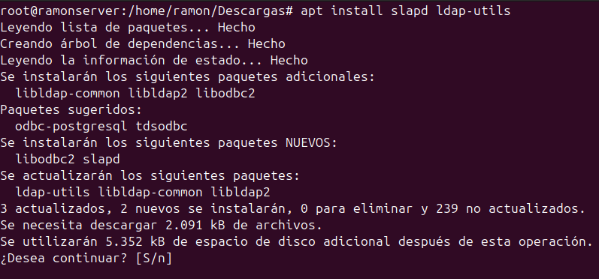 root@ramonserver:/home/ramon/Descargas# apt install slapd ldap-utils
Leyendo lista de paquetes... Hecho
Creando árbol de dependencias... Hecho
Leyendo la información de estado... Hecho
Se instalarán los siguientes paquetes adicionales:
  libldap-common libldap2 libodbc2
Paquetes sugeridos:
  odbc-postgresql tdsodbc
Se instalarán los siguientes paquetes NUEVOS:
  libodbc2 slapd
Se actualizarán los siguientes paquetes:
  ldap-utils libldap-common libldap2
3 actualizados, 2 nuevos se instalarán, 0 para eliminar y 239 no actualizados.
Se necesita descargar 2.091 kB de archivos.
Se utilizarán 5.352 kB de espacio de disco adicional después de esta operación.
¿Desea continuar? [S/n]